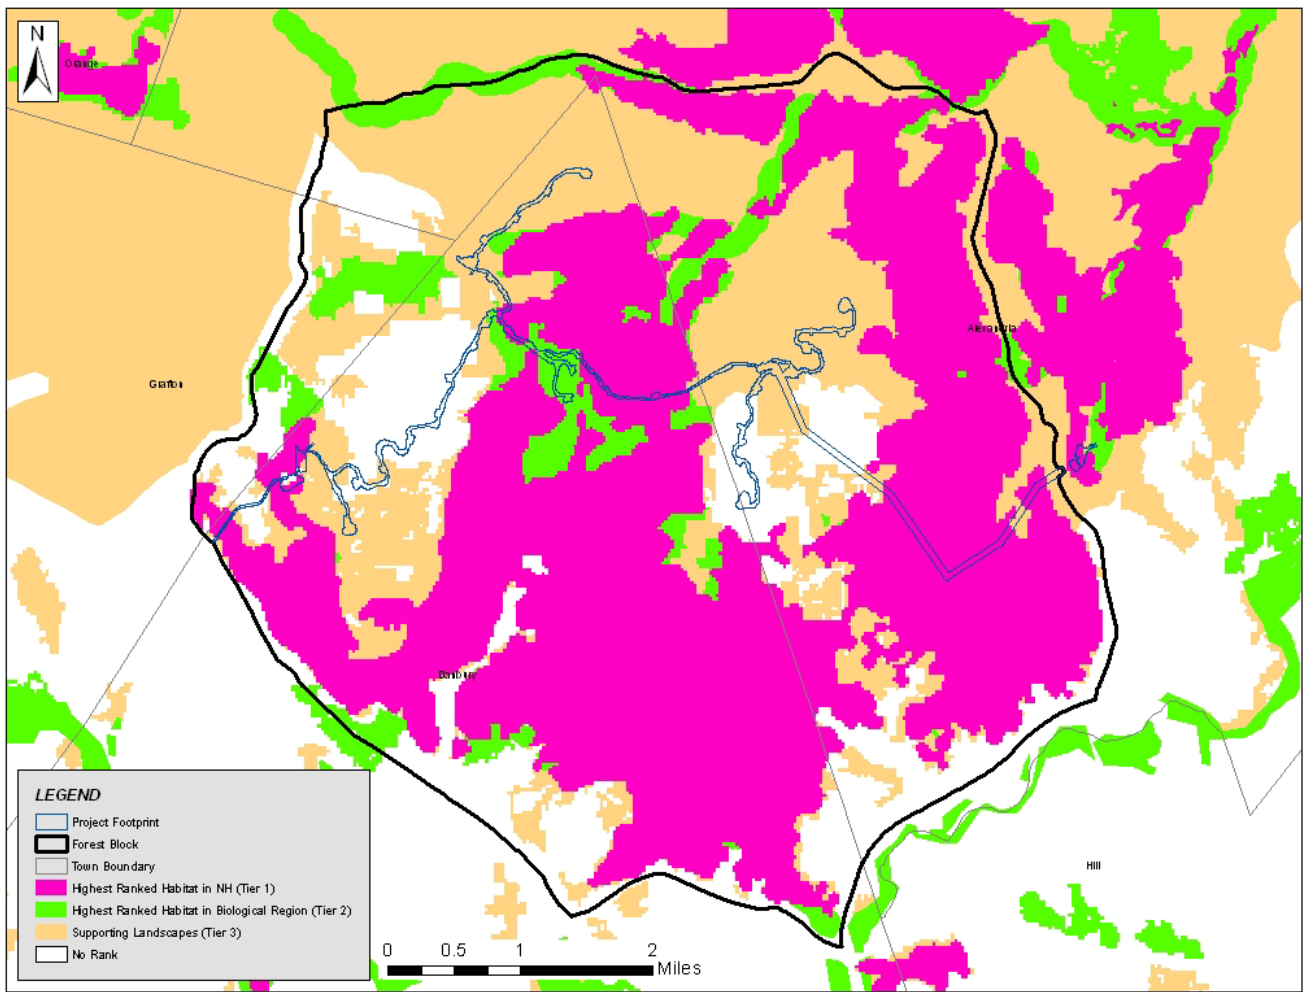 N
Orange
Grafton
Alexandria
Danbury
Hill
LEGEND
Project Footprint
Forest Block
Town Boundary
Highest Ranked Habitat in NH (Tier 1)
Highest Ranked Habitat in Biological Region (Tier 2)
Supporting Landscapes (Tier 3)
No Rank
0 0.5 1 2
Miles